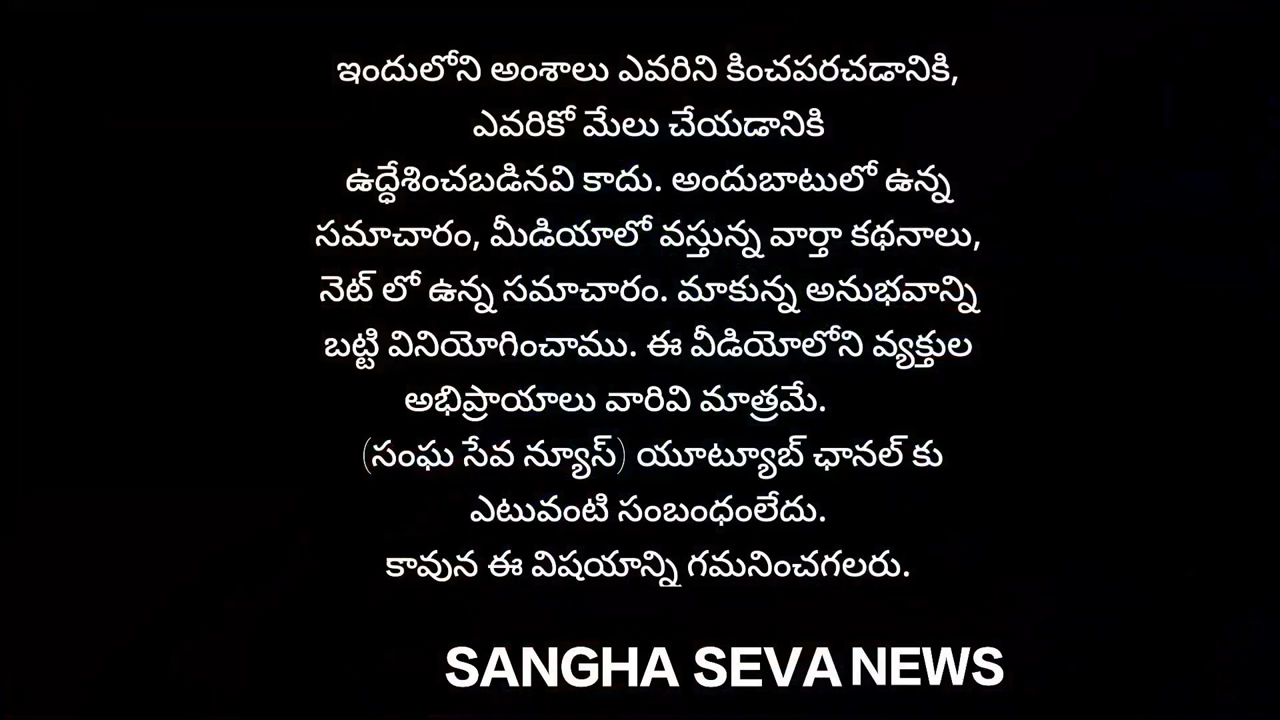 ఇందులోని అంశాలు ఎవరిని కించపరచడానికి,
ఎవరికో మేలు చేయడానికి
ఉద్ధేశించబడినవి కాదు. అందుబాటులో ఉన్న
సమాచారం, మీడియాలో వస్తున్న వార్తా కథనాలు,
నెట్ లో ఉన్న సమాచారం. మాకున్న అనుభవాన్ని
బట్టి వినియోగించాము. ఈ వీడియోలోని వ్యక్తుల
అభిప్రాయాలు వారివి మాత్రమే.
(సంఘ సేవ న్యూస్) యూట్యూబ్ ఛానల్ కు
ఎటువంటి సంబంధంలేదు.
కావున ఈ విషయాన్ని గమనించగలరు.
SANGHA SEVA NEWS